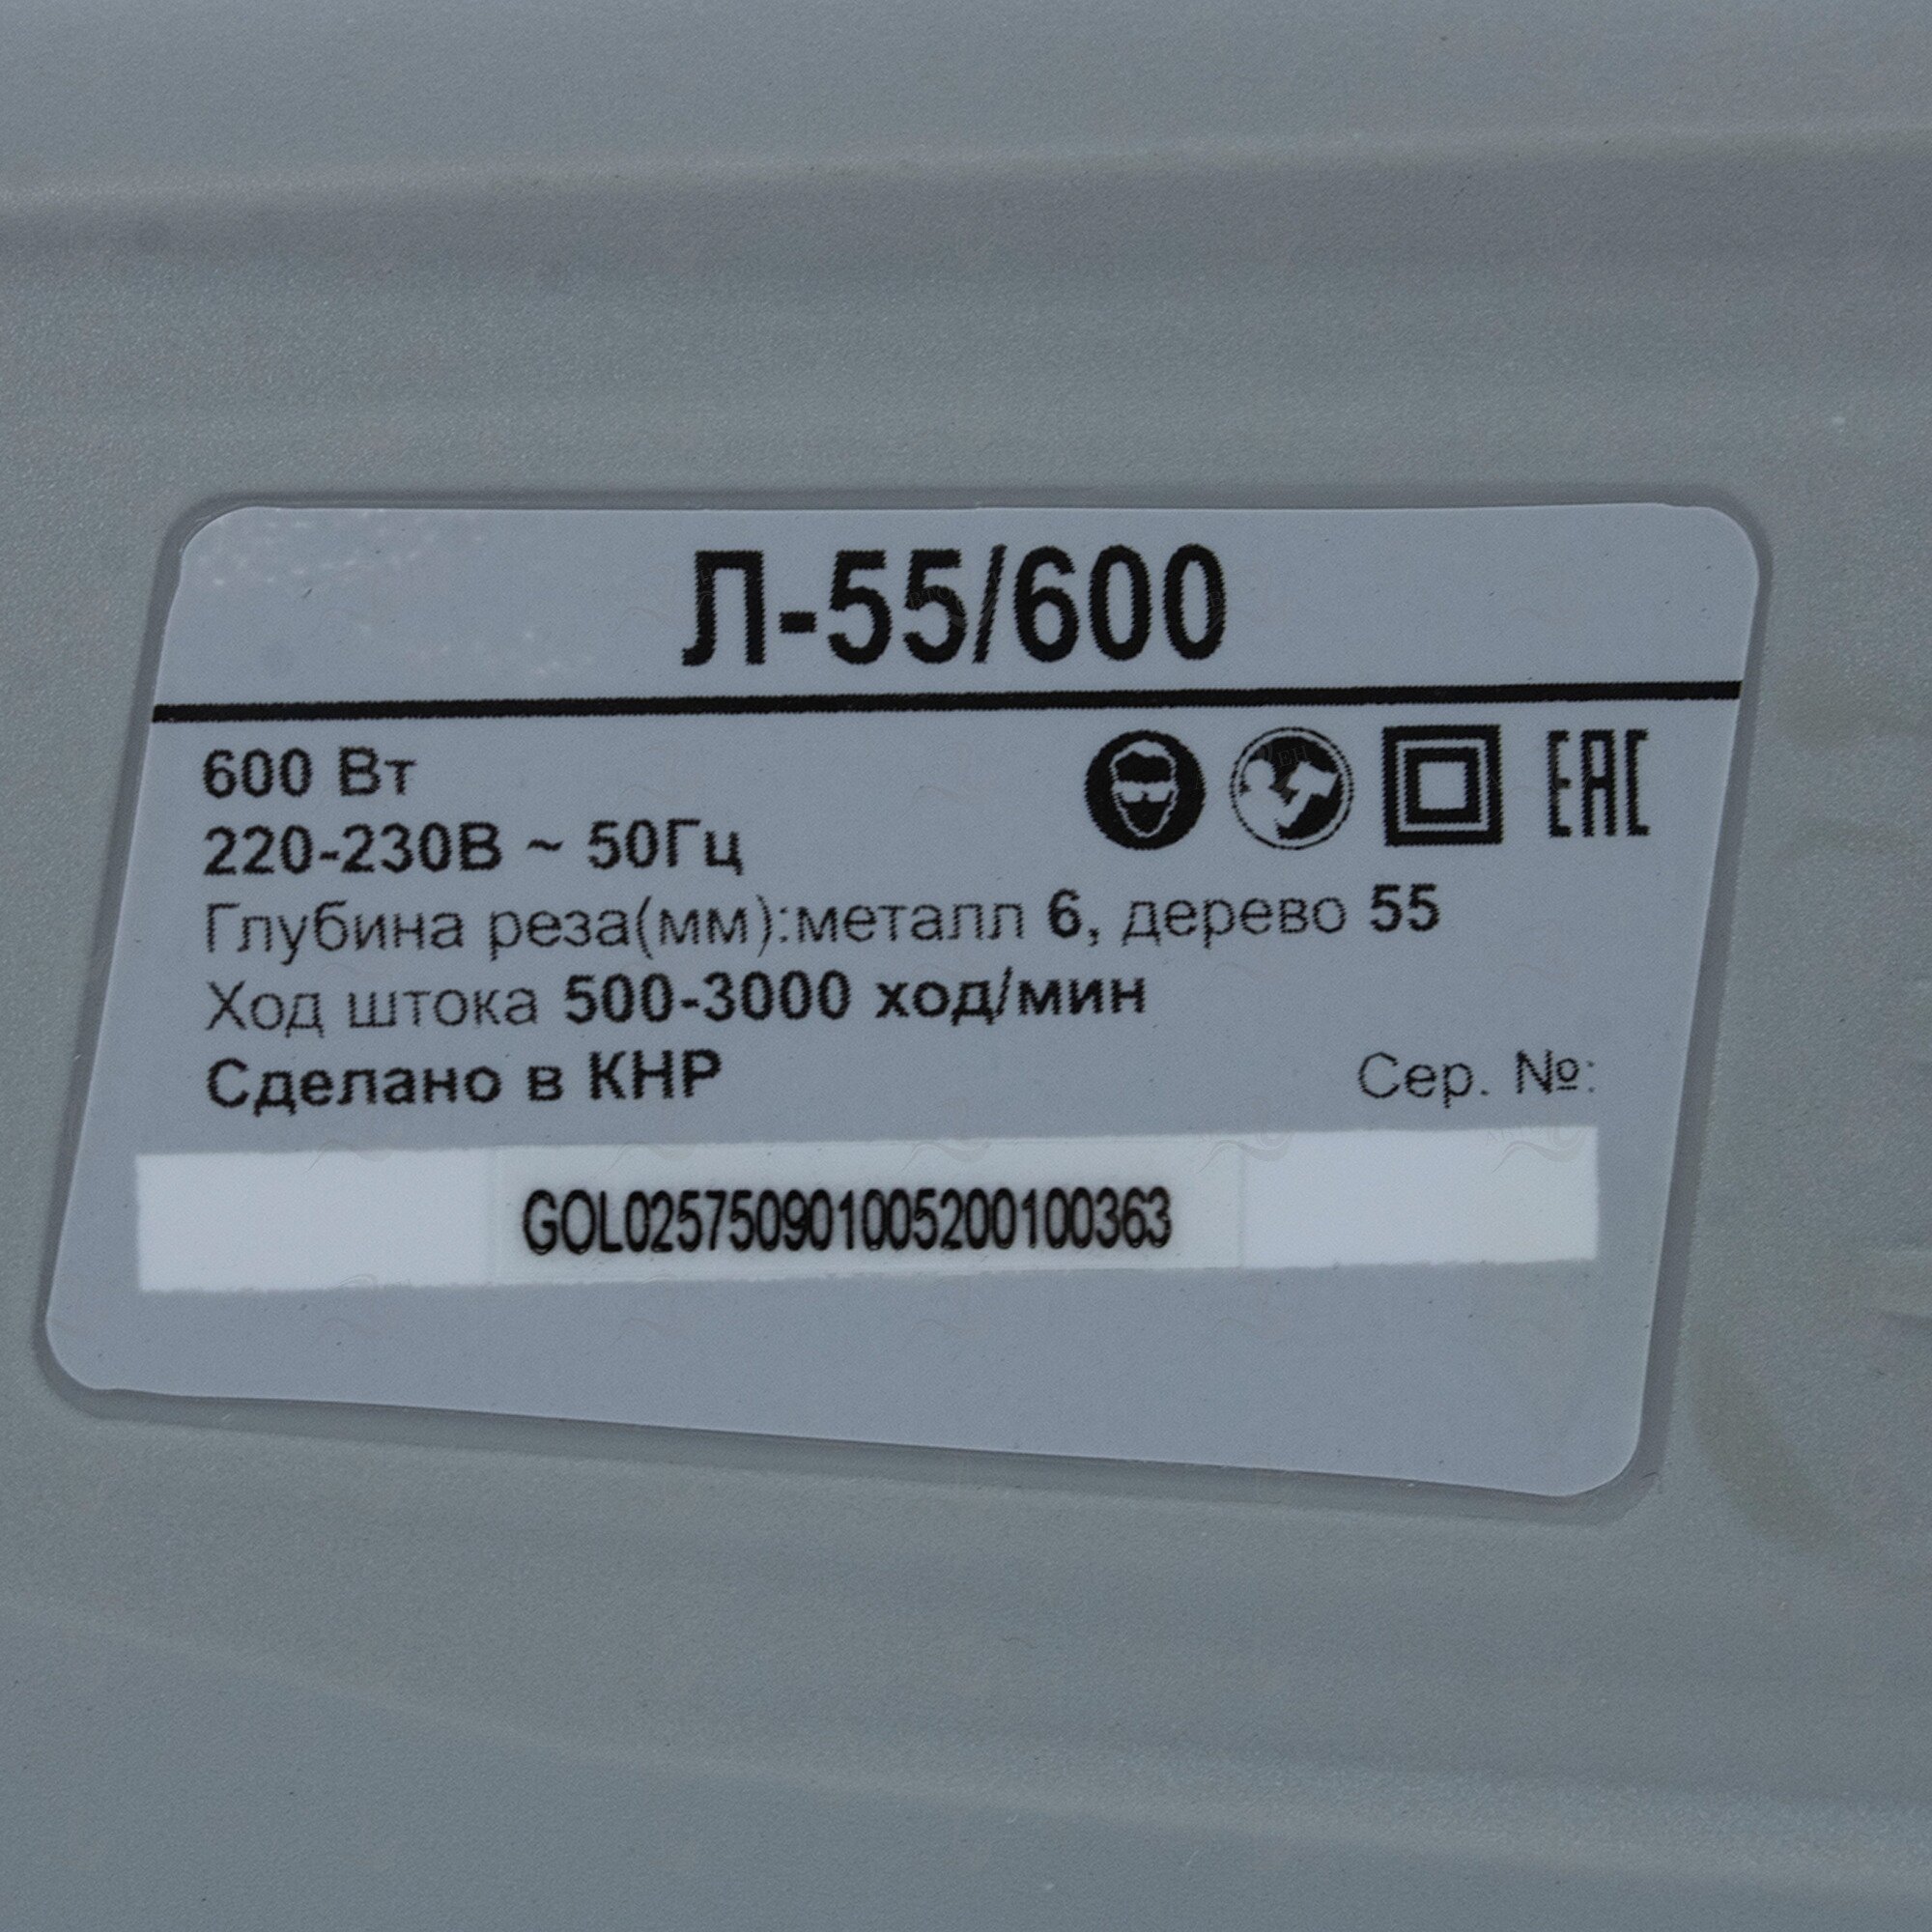 Л-55/600
600 Вт
220-230В ~ 50Гц
EAC
Глубина реза(мм):металл 6, дерево 55
Ход штока 500-3000 ход/мин
Сделано в КНР
Сер. №:
GOL025750901005200100363